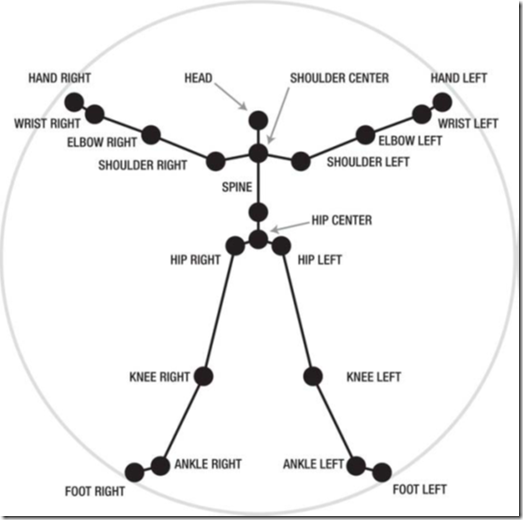 HAND RIGHT
HEAD
SHOULDER CENTER
HAND LEFT
WRIST RIGHT
WRIST LEFT
ELBOW RIGHT
ELBOW LEFT
SHOULDER RIGHT
SHOULDER LEFT
SPINE
HIP CENTER
HIP RIGHT
HIP LEFT
KNEE RIGHT
KNEE LEFT
ANKLE RIGHT
ANKLE LEFT
FOOT RIGHT
FOOT LEFT